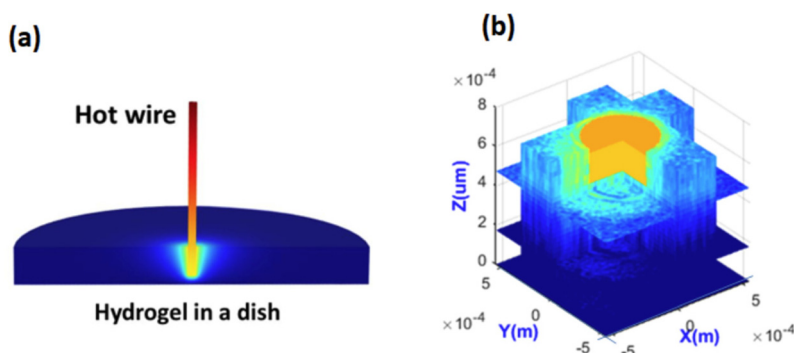 (a)
Hot wire
Hydrogel in a dish
(b)
× 10⁻⁴
8
6
4
2
0
Z(um)
5
0
-5
× 10⁻⁴
Y(m)
-5
0
5
X(m)
× 10⁻⁴